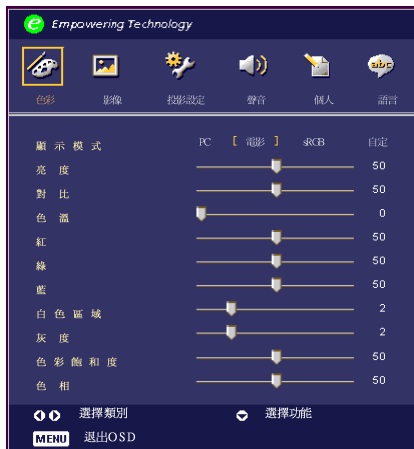 e Empowering Technology
色彩 影像 投影設定 聲音 個人 語言
abc
顯示模式 PC [ 電影 ] sRGB 自定
亮度 50
對比 50
色溫 0
紅 50
綠 50
藍 50
白色區域 2
灰度 2
色彩飽和度 50
色相 50
選擇類別 選擇功能
MENU 退出OSD